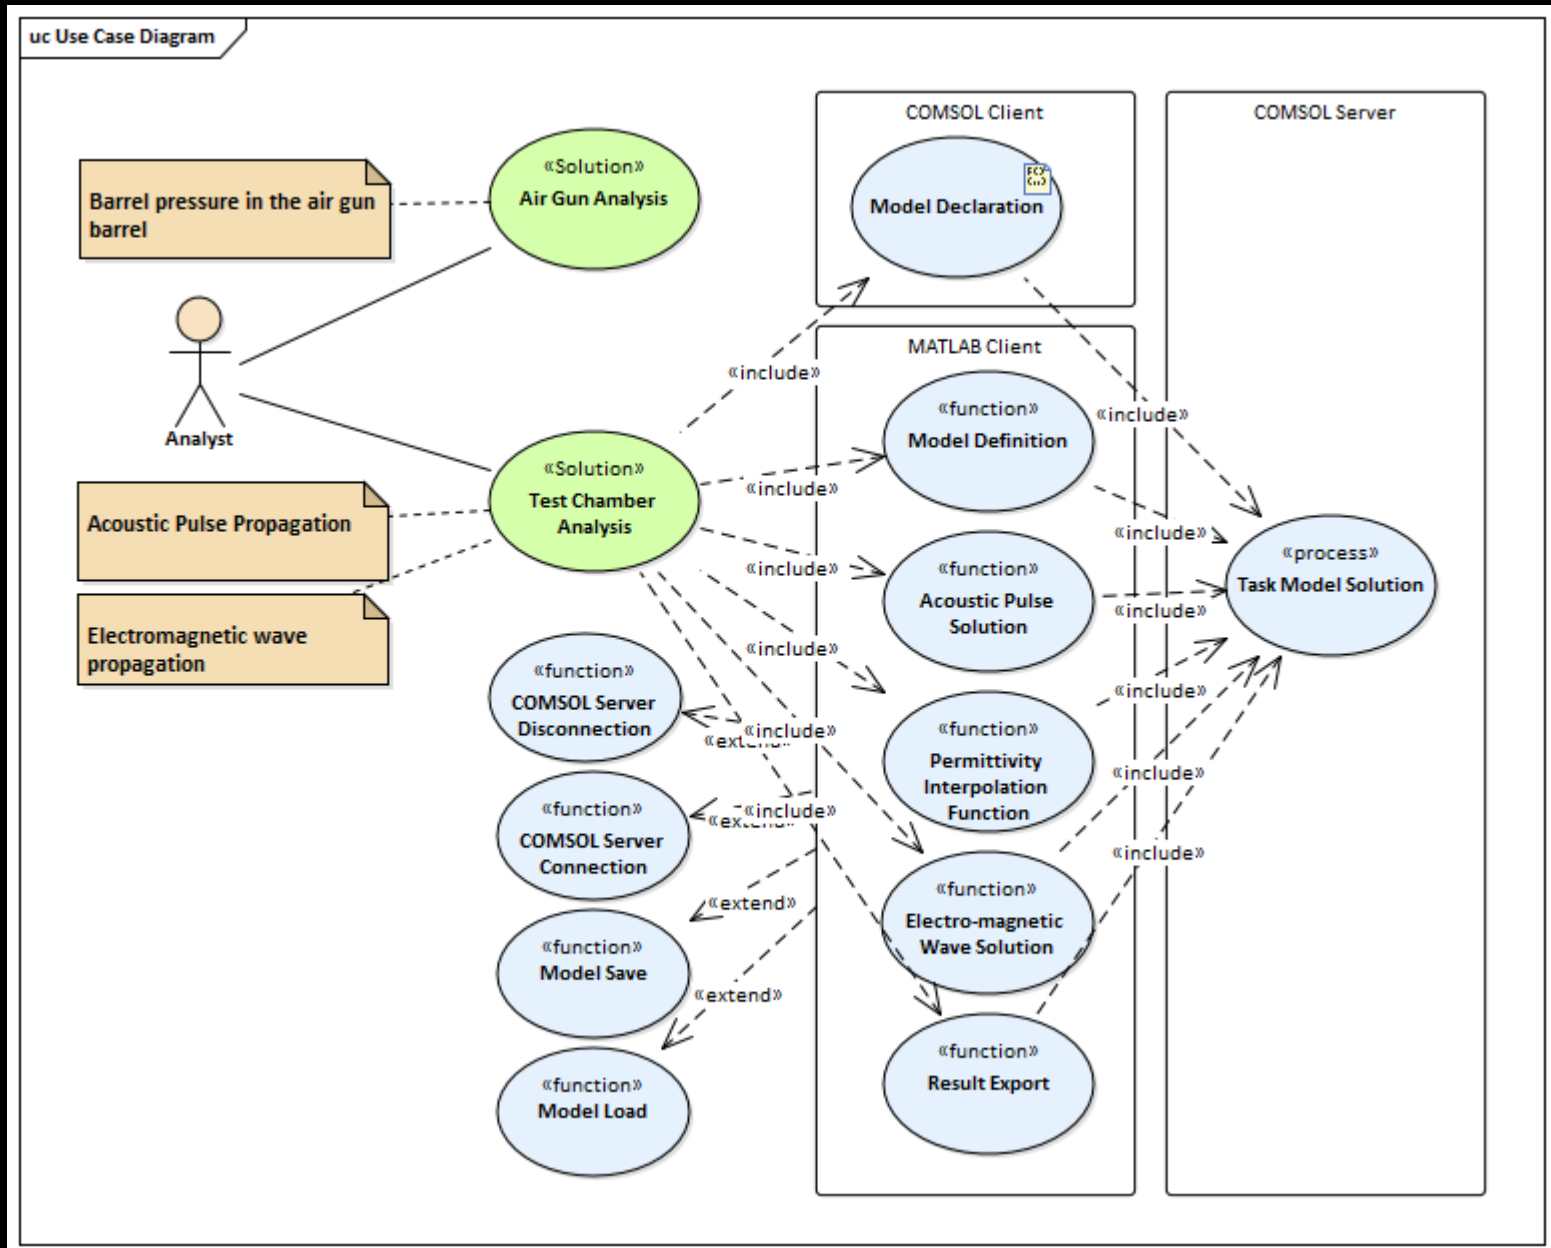 uc Use Case Diagram
COMSOL Client
COMSOL Server
«Solution»
Air Gun Analysis
Barrel pressure in the air gun
barrel
Model Declaration
MATLAB Client
«include»
«function»
Model Definition
«include»
Analyst
«Solution»
Test Chamber
Analysis
«include»
Acoustic Pulse Propagation
«include»
«process»
Task Model Solution
«function»
Acoustic Pulse
Solution
«include»
«include»
Electromagnetic wave
propagation
«include»
«function»
COMSOL Server
Disconnection
«include»
«function»
Permittivity
Interpolation
Function
«include»
«extend»
«include»
«function»
COMSOL Server
Connection
«include»
«extend»
«include»
«function»
Electro-magnetic
Wave Solution
«extend»
«function»
Model Save
«extend»
«function»
Result Export
«function»
Model Load